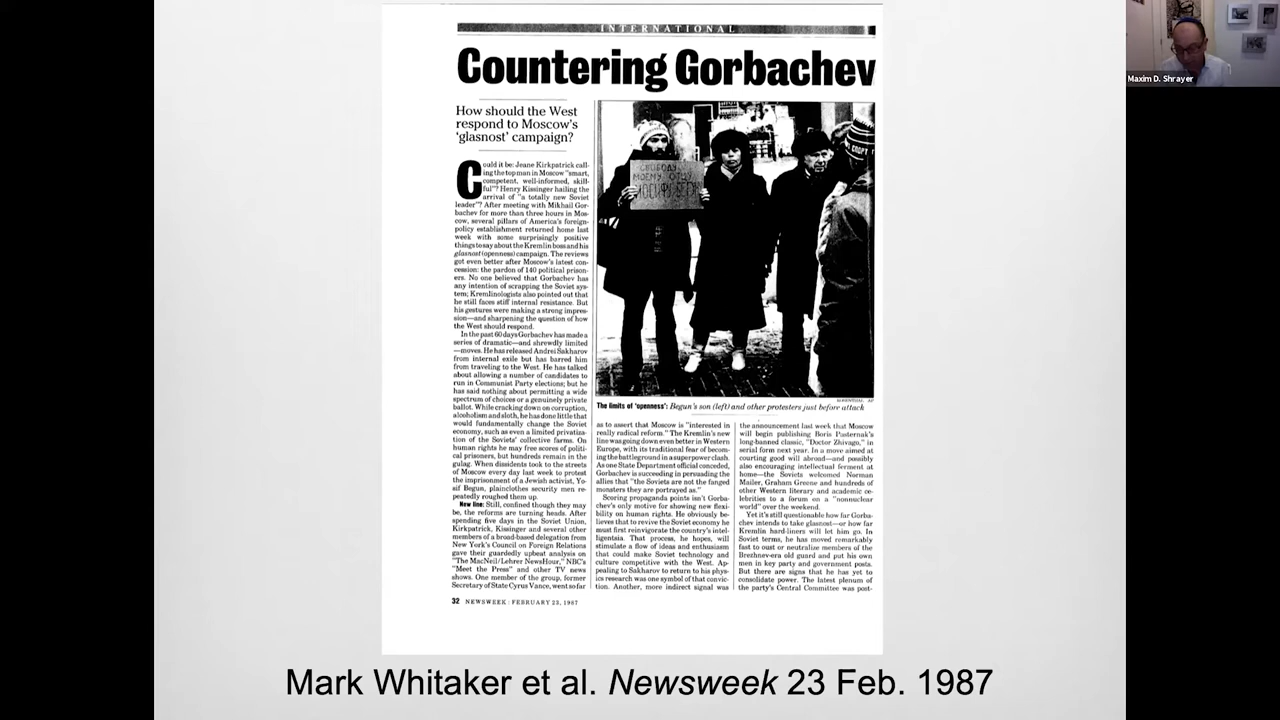 INTERNATIONAL
Countering Gorbachev
How should the West
respond to Moscow's
'glasnost' campaign?
Could it be: Jeane Kirkpatrick call-
ing the top man in Moscow "smart,
competent, well-informed, skill-
ful"? Henry Kissinger hailing the
arrival of "a totally new Soviet
leader"? After meeting with Mikhail Gor-
bachev for more than three hours in Mos-
cow, several pillars of America's foreign-
policy establishment returned home last
week with some surprisingly positive
things to say about the Kremlin boss and his
glasnost (openness) campaign. The reviews
got even better after Moscow's latest con-
cession: the pardon of 140 political prison-
ers. No one believed that Gorbachev has
any intention of scrapping the Soviet sys-
tem; Kremlinologists also pointed out that
he still faces stiff internal resistance. But
his gestures were making a strong impres-
sion—and sharpening the question of how
the West should respond.
In the past 60 days Gorbachev has made a
series of dramatic—and shrewdly limited
—moves. He has released Andrei Sakharov
from internal exile but has barred him
from traveling to the West. He has talked
about allowing a number of candidates to
run in Communist Party elections; but he
has said nothing about permitting a wide
spectrum of choices or a genuinely private
ballot. While cracking down on corruption,
alcoholism and sloth, he has done little that
would fundamentally change the Soviet
economy, such as even a limited privatiza-
tion of the Soviets' collective farms. On
human rights he may free scores of politi-
cal prisoners, but hundreds remain in the
gulag. When dissidents took to the streets
of Moscow every day last week to protest
the imprisonment of a Jewish activist, Yo-
sif Begun, plainclothes security men re-
peatedly roughed them up.
New line: Still, confined though they may
be, the reforms are turning heads. After
spending five days in the Soviet Union,
Kirkpatrick, Kissinger and several other
members of a broad-based delegation from
New York's Council on Foreign Relations
gave their guardedly upbeat analysis on
"The MacNeil/Lehrer NewsHour," NBC's
"Meet the Press" and other TV news
shows. One member of the group, former
Secretary of State Cyrus Vance, went so far
СВОБОДУ
МОЕМУ ОТЦУ
AP
The limits of 'openness': Begun's son (left) and other protesters just before attack
as to assert that Moscow is "interested in
really radical reform." The Kremlin's new
line was going down even better in Western
Europe, with its traditional fear of becom-
ing the battleground in a superpower clash.
As one State Department official conceded,
Gorbachev is succeeding in persuading the
allies that "the Soviets are not the fanged
monsters they are portrayed as."
Scoring propaganda points isn't Gorba-
chev's only motive for showing new flexi-
bility on human rights. He obviously be-
lieves that to revive the Soviet economy he
must first reinvigorate the country's intel-
ligentsia. That process, he hopes, will
stimulate a flow of ideas and enthusiasm
that could make Soviet technology and
culture competitive with the West. Ap-
pealing to Sakharov to return to his phys-
ics research was one symbol of that convic-
tion. Another, more indirect signal was
the announcement last week that Moscow
will begin publishing Boris Pasternak's
long-banned classic, "Doctor Zhivago," in
serial form next year. In a move aimed at
courting good will abroad—and possibly
also encouraging intellectual ferment at
home—the Soviets welcomed Norman
Mailer, Graham Greene and hundreds of
other Western literary and academic ce-
lebrities to a forum on a "nonnuclear
world" over the weekend.
Yet it's still questionable how far Gorba-
chev intends to take glasnost—or how far
Kremlin hard-liners will let him go. In
Soviet terms, he has moved remarkably
fast to oust or neutralize members of the
Brezhnev-era old guard and put his own
men in key party and government posts.
But there are signs that he has yet to
consolidate power. The latest plenum of
the party's Central Committee was post-
32 NEWSWEEK : FEBRUARY 23, 1987
Mark Whitaker et al. Newsweek 23 Feb. 1987
Maxim D. Shrayer